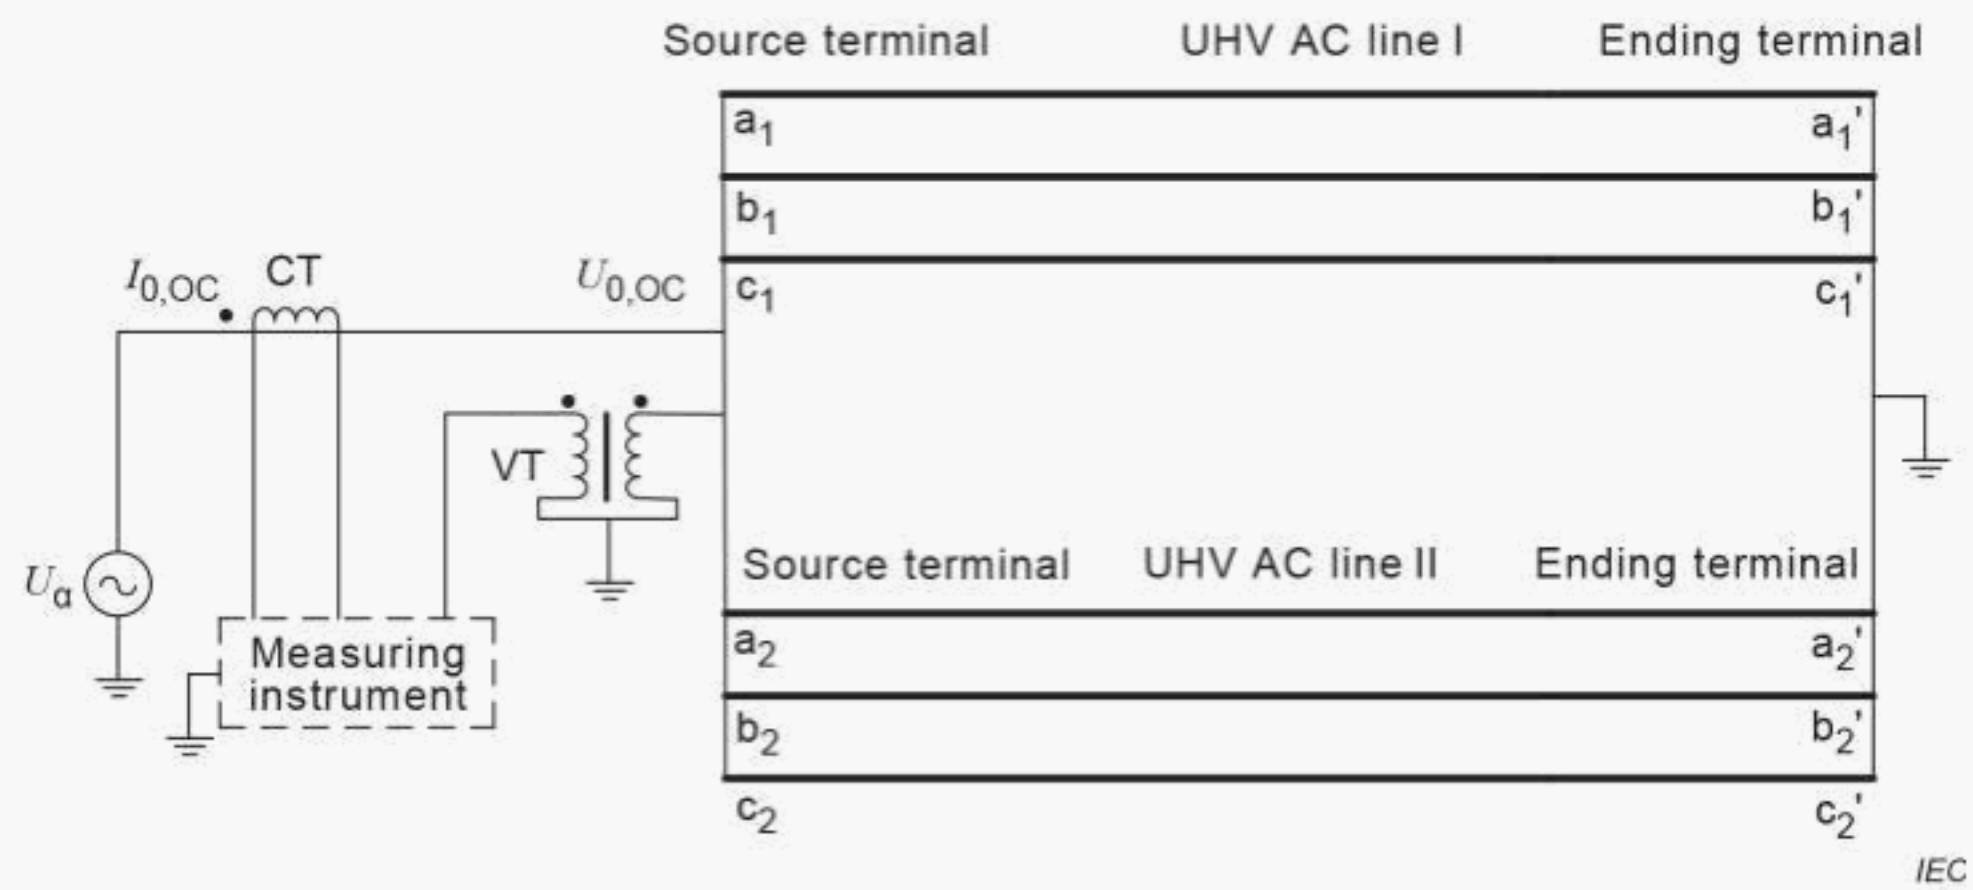 Source terminal UHV AC line I Ending terminal
a1 a1'
b1 b1'
I0,OC CT U0,OC c1 c1'
VT
Source terminal UHV AC line II Ending terminal
Uα
Measuring
instrument
a2 a2'
b2 b2'
c2 c2'
IEC